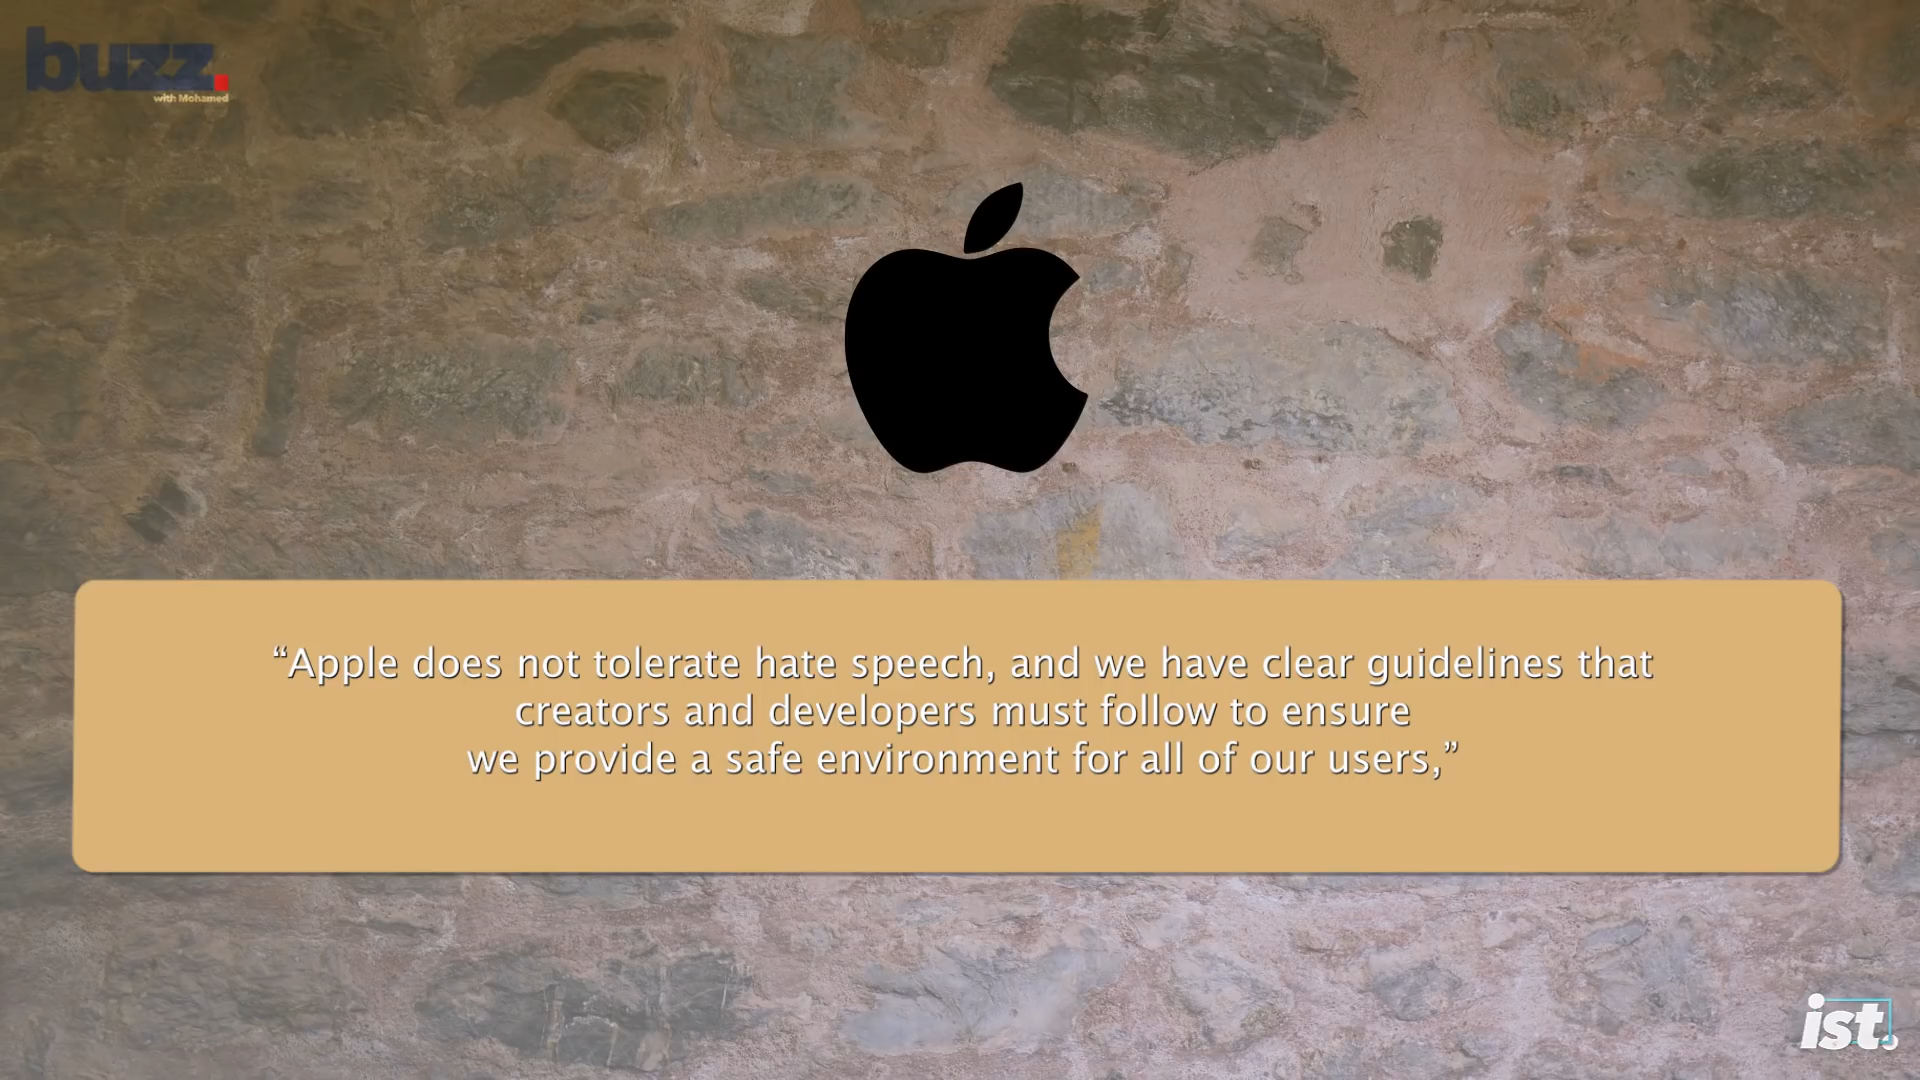 buzz.
with Mohamed
“Apple does not tolerate hate speech, and we have clear guidelines that
creators and developers must follow to ensure
we provide a safe environment for all of our users,”
ist.